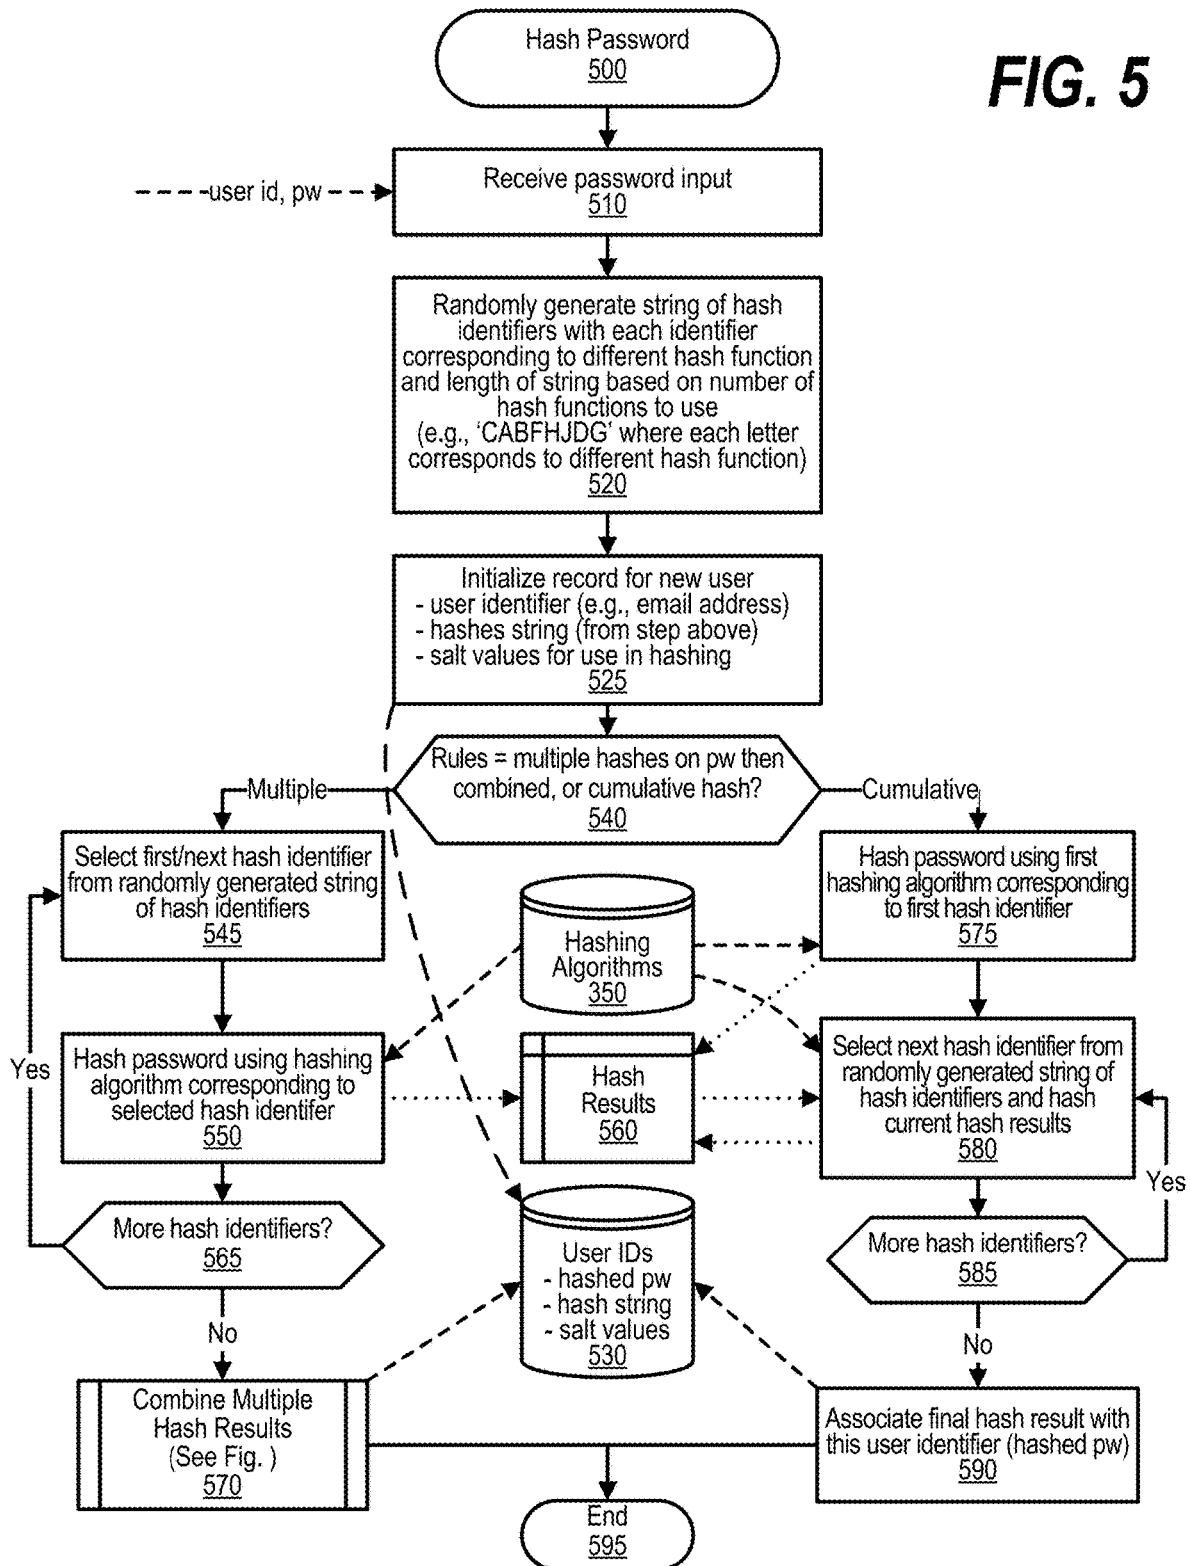 Hash Password
500
FIG. 5
Receive password input
510
user id, pw
Randomly generate string of hash
identifiers with each identifier
corresponding to different hash function
and length of string based on number of
hash functions to use
(e.g., ‘CABFHJDG’ where each letter
corresponds to different hash function)
520
Initialize record for new user
- user identifier (e.g., email address)
- hashes string (from step above)
- salt values for use in hashing
525
Rules = multiple hashes on pw then
combined, or cumulative hash?
540
Multiple
Cumulative
Select first/next hash identifier
from randomly generated string
of hash identifiers
545
Hash password using first
hashing algorithm corresponding
to first hash identifier
575
Hashing
Algorithms
350
Yes
Hash password using hashing
algorithm corresponding to
selected hash identifer
550
Hash
Results
560
Select next hash identifier from
randomly generated string of
hash identifiers and hash
current hash results
580
Yes
More hash identifiers?
565
User IDs
- hashed pw
- hash string
- salt values
530
More hash identifiers?
585
No
No
Combine Multiple
Hash Results
(See Fig. )
570
Associate final hash result with
this user identifier (hashed pw)
590
End
595